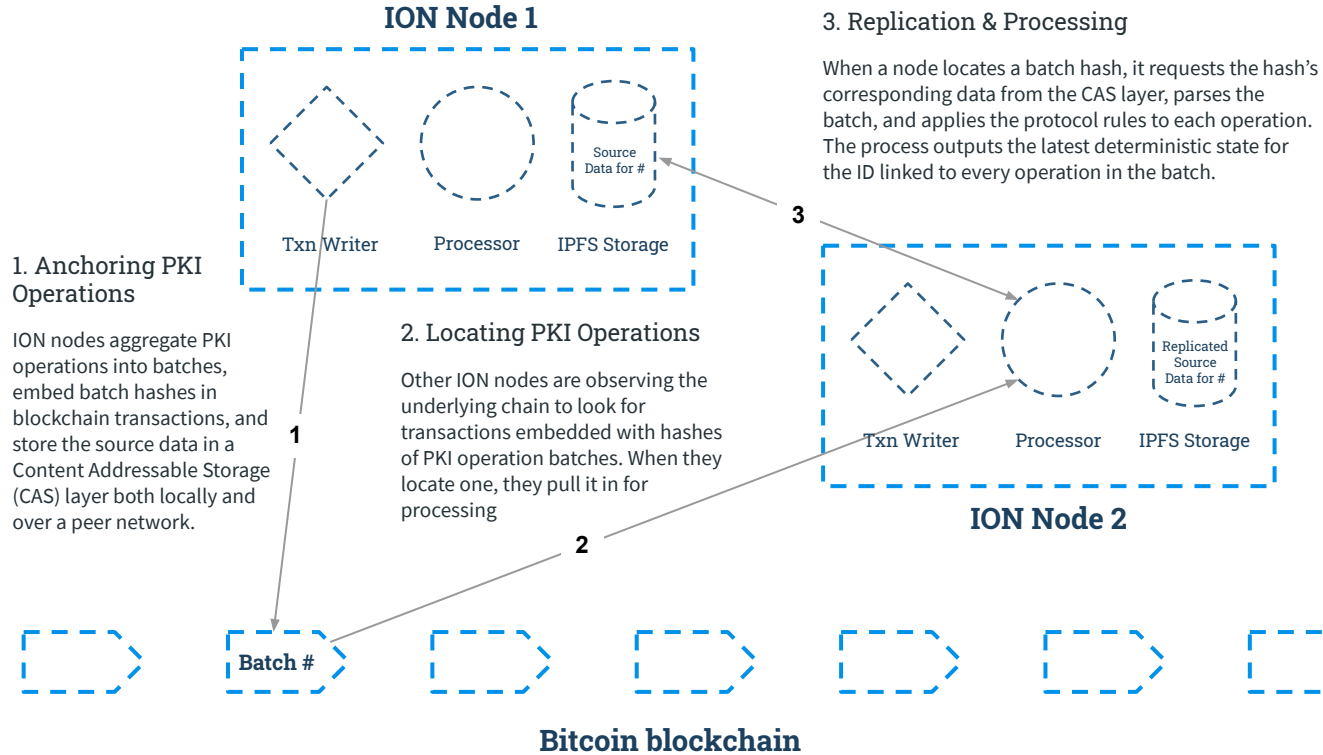 ION Node 1
Source
Data for #
Txn Writer
Processor
IPFS Storage
3. Replication & Processing
When a node locates a batch hash, it requests the hash's
corresponding data from the CAS layer, parses the
batch, and applies the protocol rules to each operation.
The process outputs the latest deterministic state for
the ID linked to every operation in the batch.
3
1. Anchoring PKI
Operations
ION nodes aggregate PKI
operations into batches,
embed batch hashes in
blockchain transactions, and
store the source data in a
Content Addressable Storage
(CAS) layer both locally and
over a peer network.
1
2. Locating PKI Operations
Other ION nodes are observing the
underlying chain to look for
transactions embedded with hashes
of PKI operation batches. When they
locate one, they pull it in for
processing
2
Replicated
Source
Data for #
Txn Writer
Processor
IPFS Storage
ION Node 2
Batch #
Bitcoin blockchain